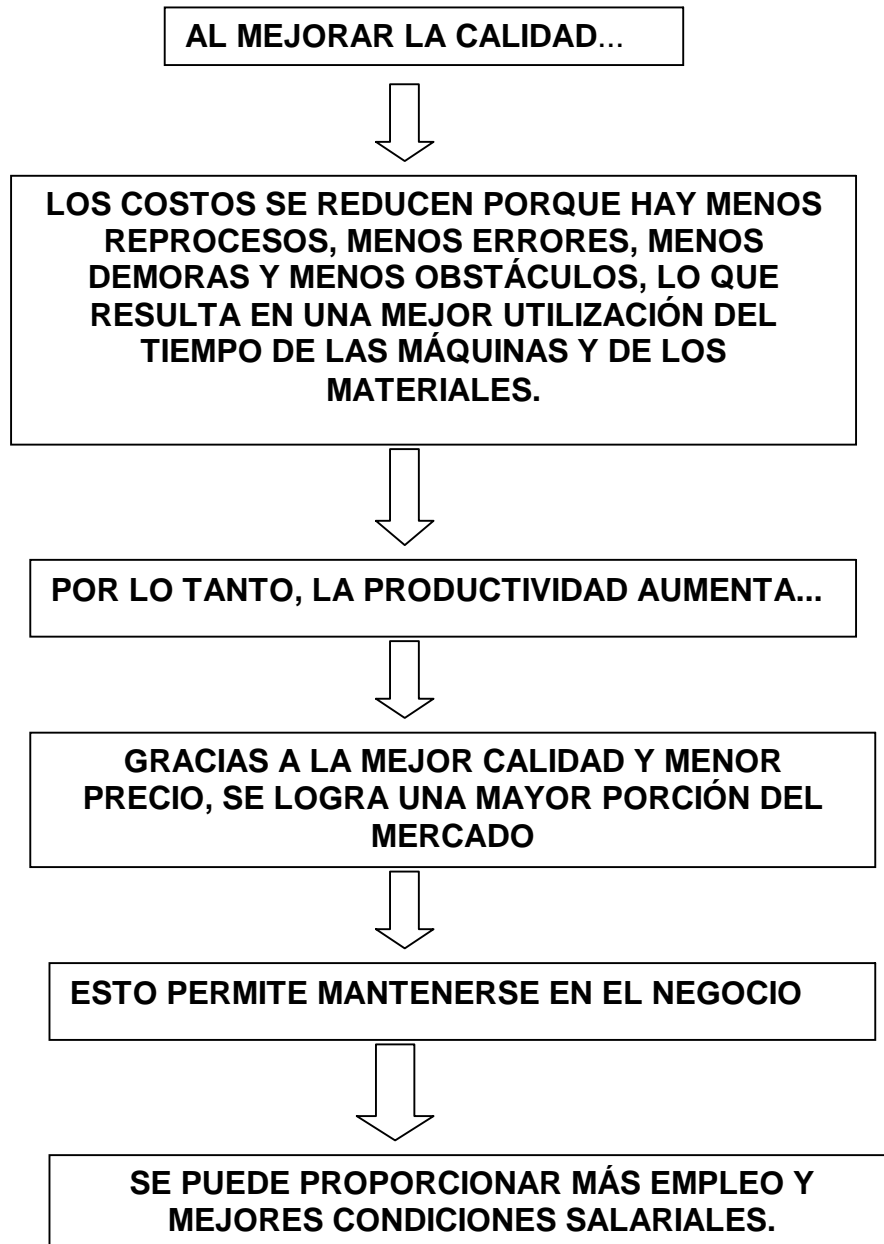 AL MEJORAR LA CALIDAD...
LOS COSTOS SE REDUCEN PORQUE HAY MENOS
REPROCESOS, MENOS ERRORES, MENOS
DEMORAS Y MENOS OBSTÁCULOS, LO QUE
RESULTA EN UNA MEJOR UTILIZACIÓN DEL
TIEMPO DE LAS MÁQUINAS Y DE LOS
MATERIALES.
POR LO TANTO, LA PRODUCTIVIDAD AUMENTA...
GRACIAS A LA MEJOR CALIDAD Y MENOR
PRECIO, SE LOGRA UNA MAYOR PORCIÓN DEL
MERCADO
ESTO PERMITE MANTENERSE EN EL NEGOCIO
SE PUEDE PROPORCIONAR MÁS EMPLEO Y
MEJORES CONDICIONES SALARIALES.